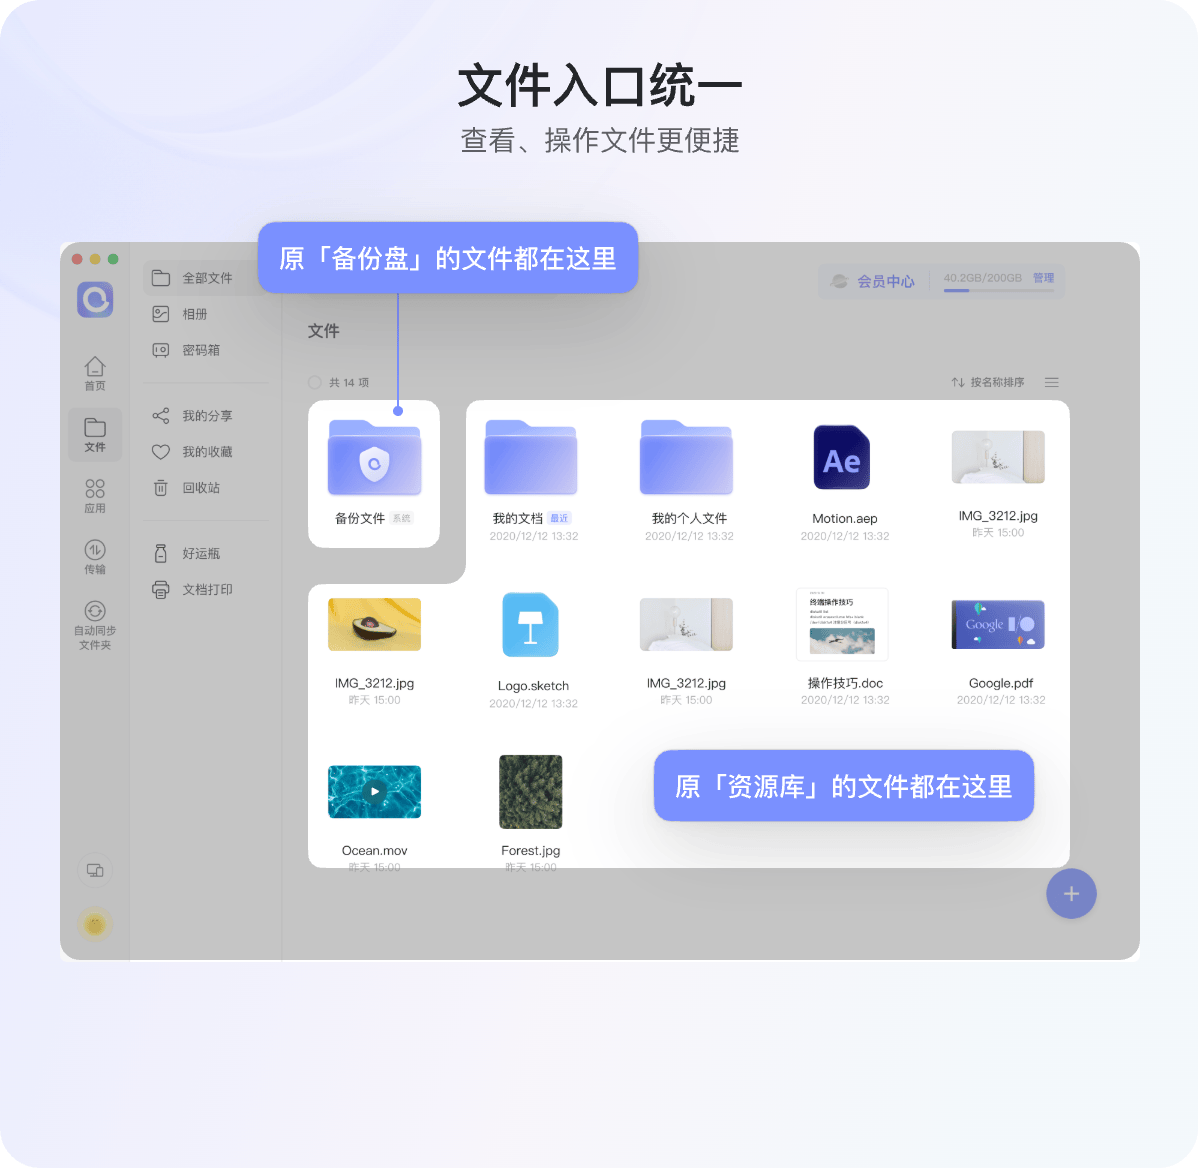 文件入口统一
查看、操作文件更便捷
原「备份盘」的文件都在这里
全部文件
相册
密码箱
我的分享
我的收藏
回收站
好运瓶
文档打印
首页
文件
应用
传输
自动同步
文件夹
会员中心
40.2GB/200GB 管理
文件
共 14 项
按名称排序
备份文件 系统
我的文档 最近
2020/12/12 13:32
我的个人文件
2020/12/12 13:32
Ae
Motion.aep
2020/12/12 13:32
IMG_3212.jpg
昨天 15:00
IMG_3212.jpg
昨天 15:00
Logo.sketch
2020/12/12 13:32
IMG_3212.jpg
昨天 15:00
终端操作技巧
操作技巧.doc
2020/12/12 13:32
Google I/O
Google.pdf
2020/12/12 13:32
Ocean.mov
昨天 15:00
Forest.jpg
昨天 15:00
原「资源库」的文件都在这里